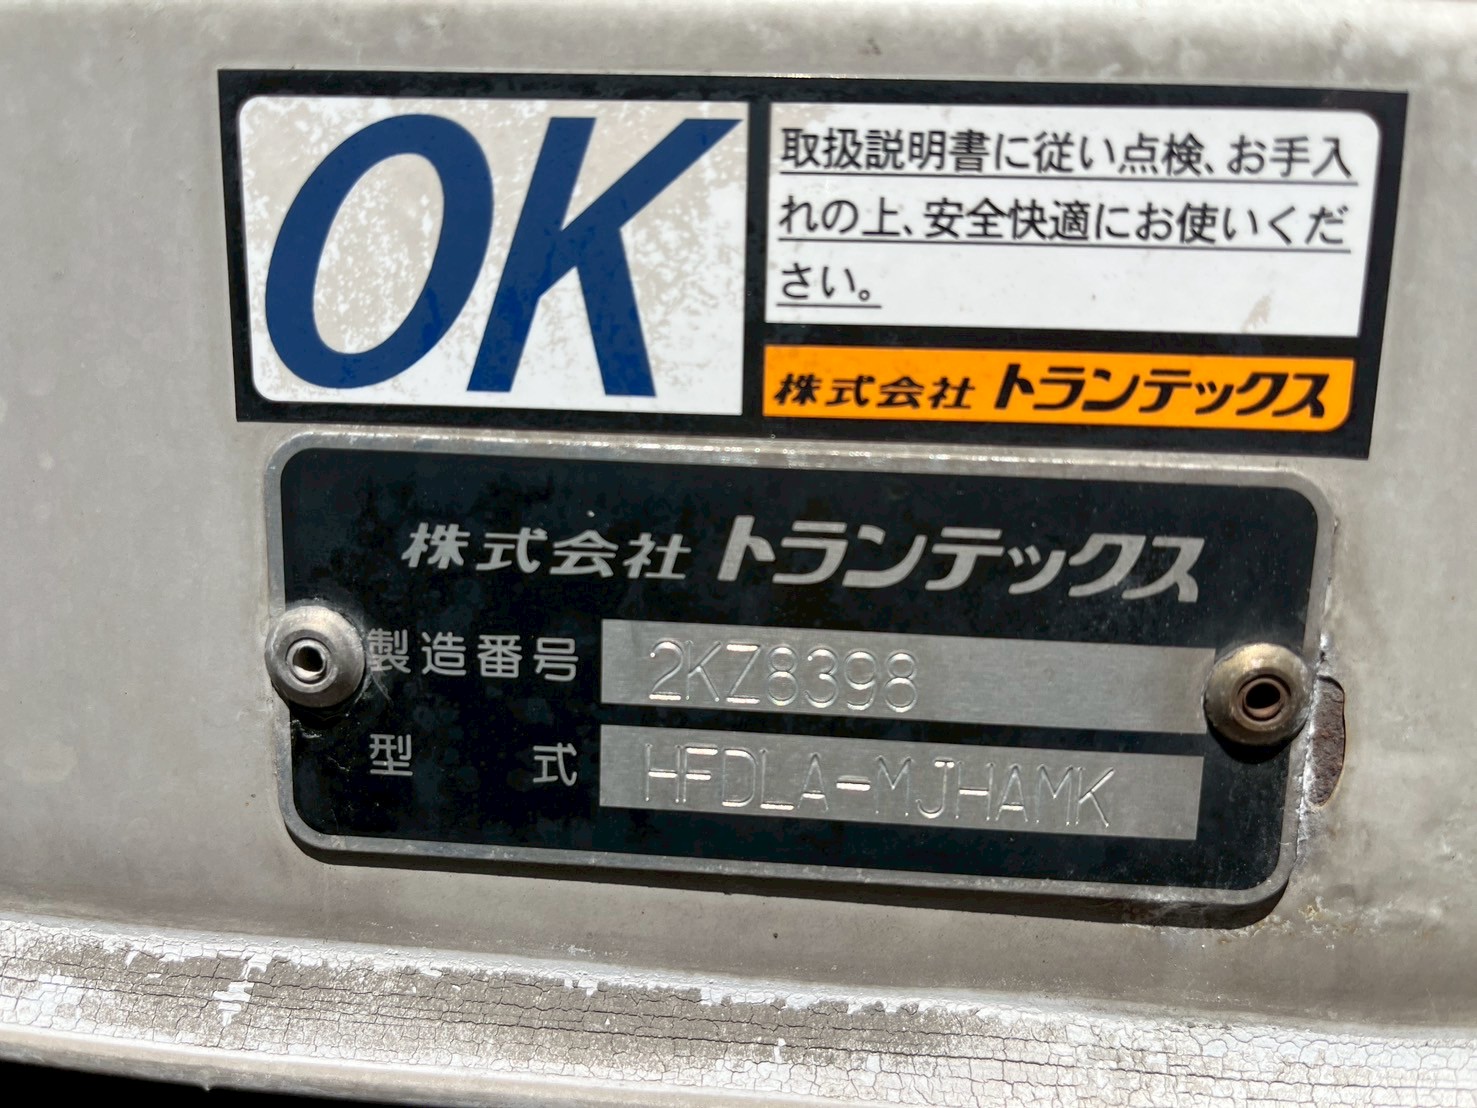 OK
取扱説明書に従い点検、お手入
れの上、安全快適にお使いくだ
さい。
株式会社 トランテックス
株式会社 トランテックス
製造番号 2KZ8398
型 式 HFDLA-MJHAMK